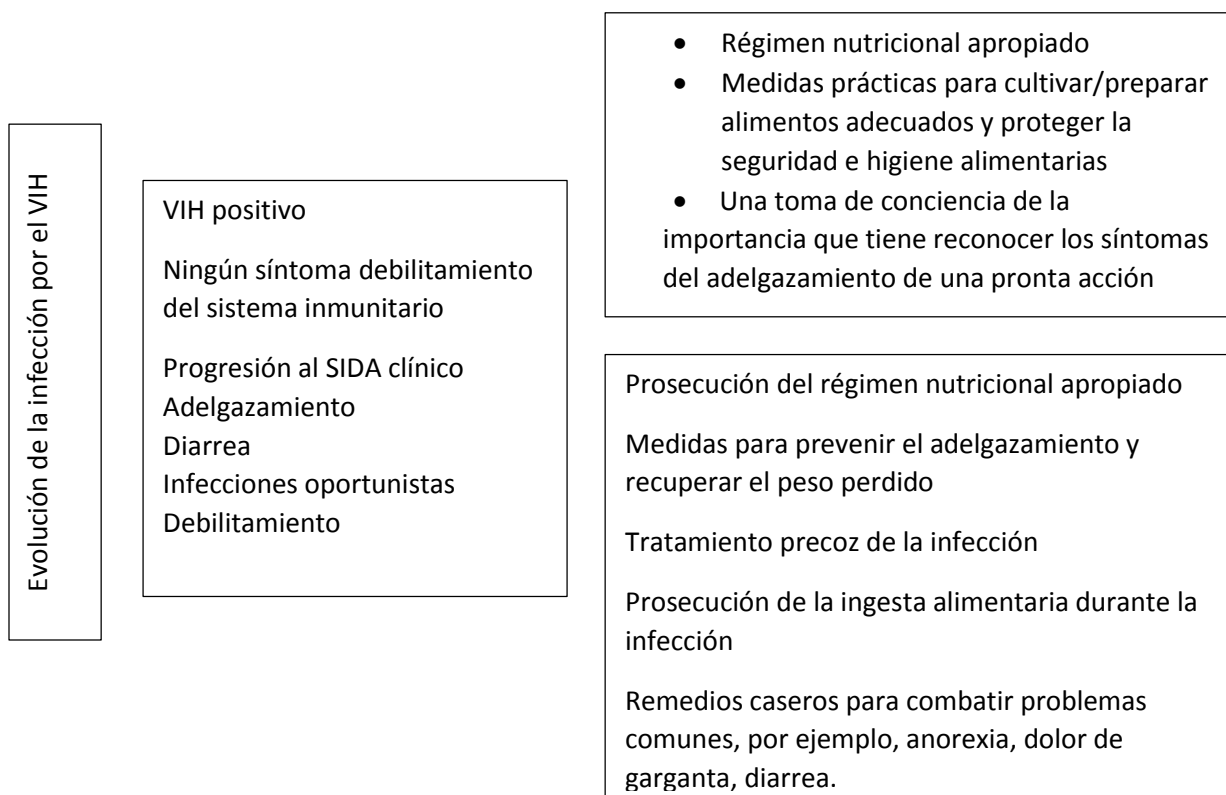 Evolución de la infección por el VIH
VIH positivo
Ningún síntoma debilitamiento
del sistema inmunitario
Progresión al SIDA clínico
Adelgazamiento
Diarrea
Infecciones oportunistas
Debilitamiento
• Régimen nutricional apropiado
• Medidas prácticas para cultivar/preparar
alimentos adecuados y proteger la
seguridad e higiene alimentarias
• Una toma de conciencia de la
importancia que tiene reconocer los síntomas
del adelgazamiento de una pronta acción
Prosecución del régimen nutricional apropiado
Medidas para prevenir el adelgazamiento y
recuperar el peso perdido
Tratamiento precoz de la infección
Prosecución de la ingesta alimentaria durante la
infección
Remedios caseros para combatir problemas
comunes, por ejemplo, anorexia, dolor de
garganta, diarrea.